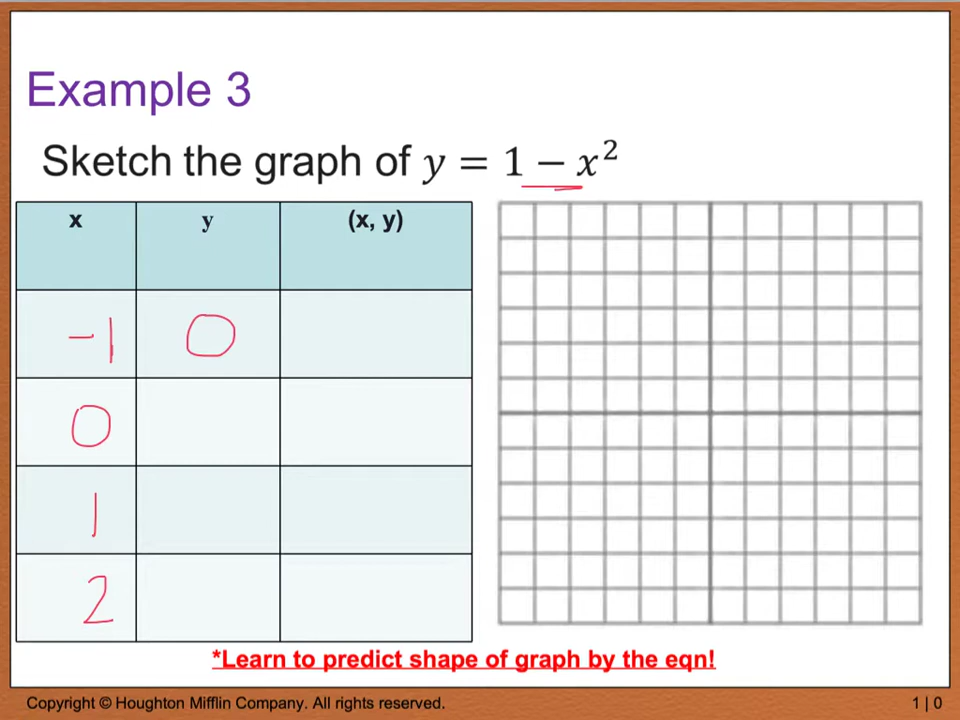 Example 3
Sketch the graph of y = 1 − x²
x y (x, y)
-1 0
0
1
2
*Learn to predict shape of graph by the eqn!
Copyright © Houghton Mifflin Company. All rights reserved. 1 | 0